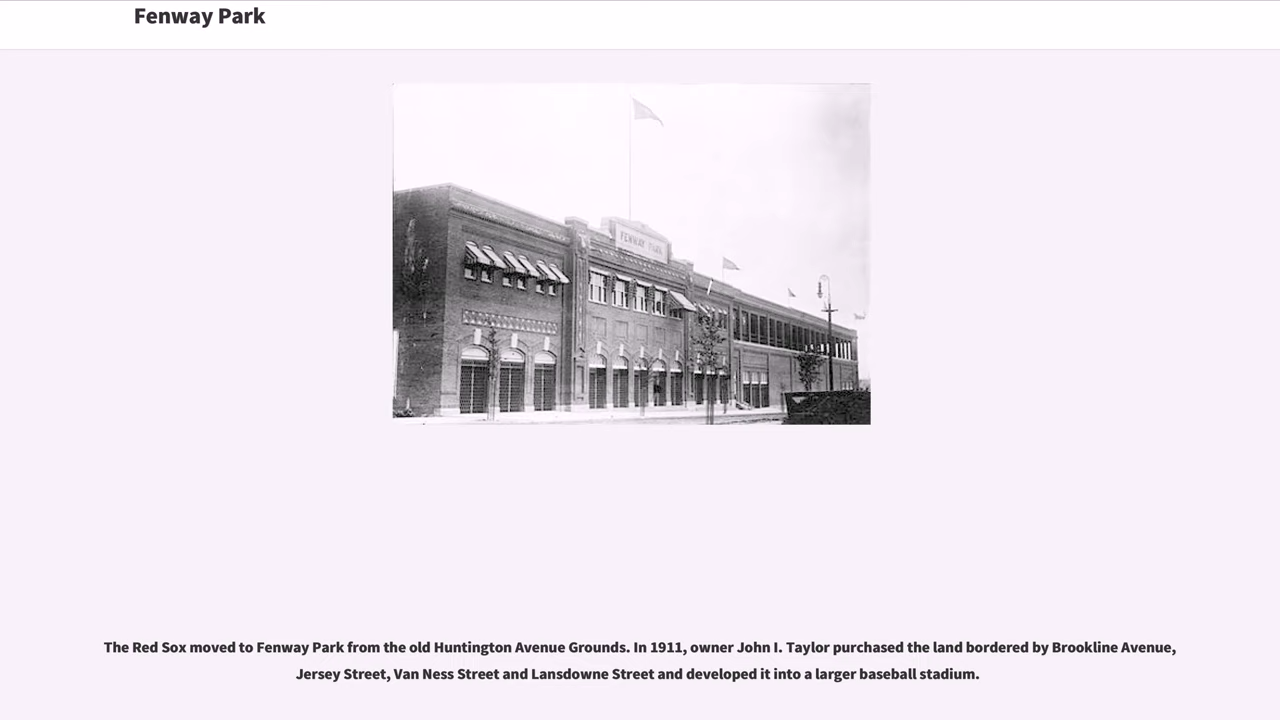 Fenway Park
FENWAY PARK
The Red Sox moved to Fenway Park from the old Huntington Avenue Grounds. In 1911, owner John I. Taylor purchased the land bordered by Brookline Avenue,
Jersey Street, Van Ness Street and Lansdowne Street and developed it into a larger baseball stadium.